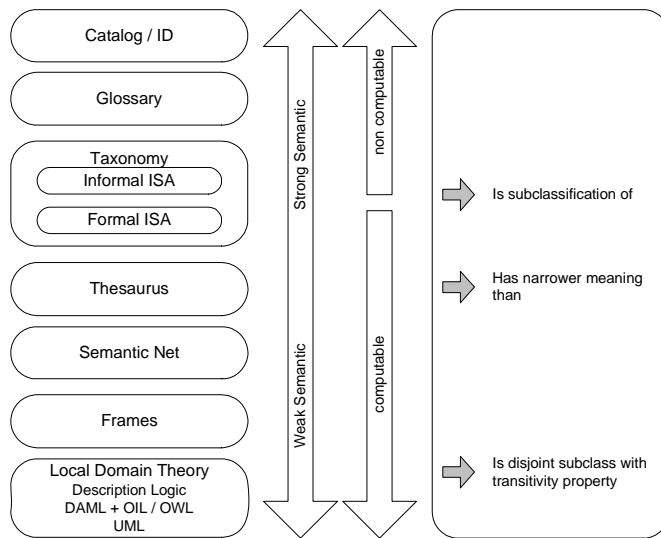 Catalog / ID
Glossary
Taxonomy
Informal ISA
Formal ISA
Thesaurus
Semantic Net
Frames
Local Domain Theory
Description Logic
DAML + OIL / OWL
UML
Strong Semantic
Weak Semantic
non computable
computable
Is subclassification of
Has narrower meaning
than
Is disjoint subclass with
transitivity property